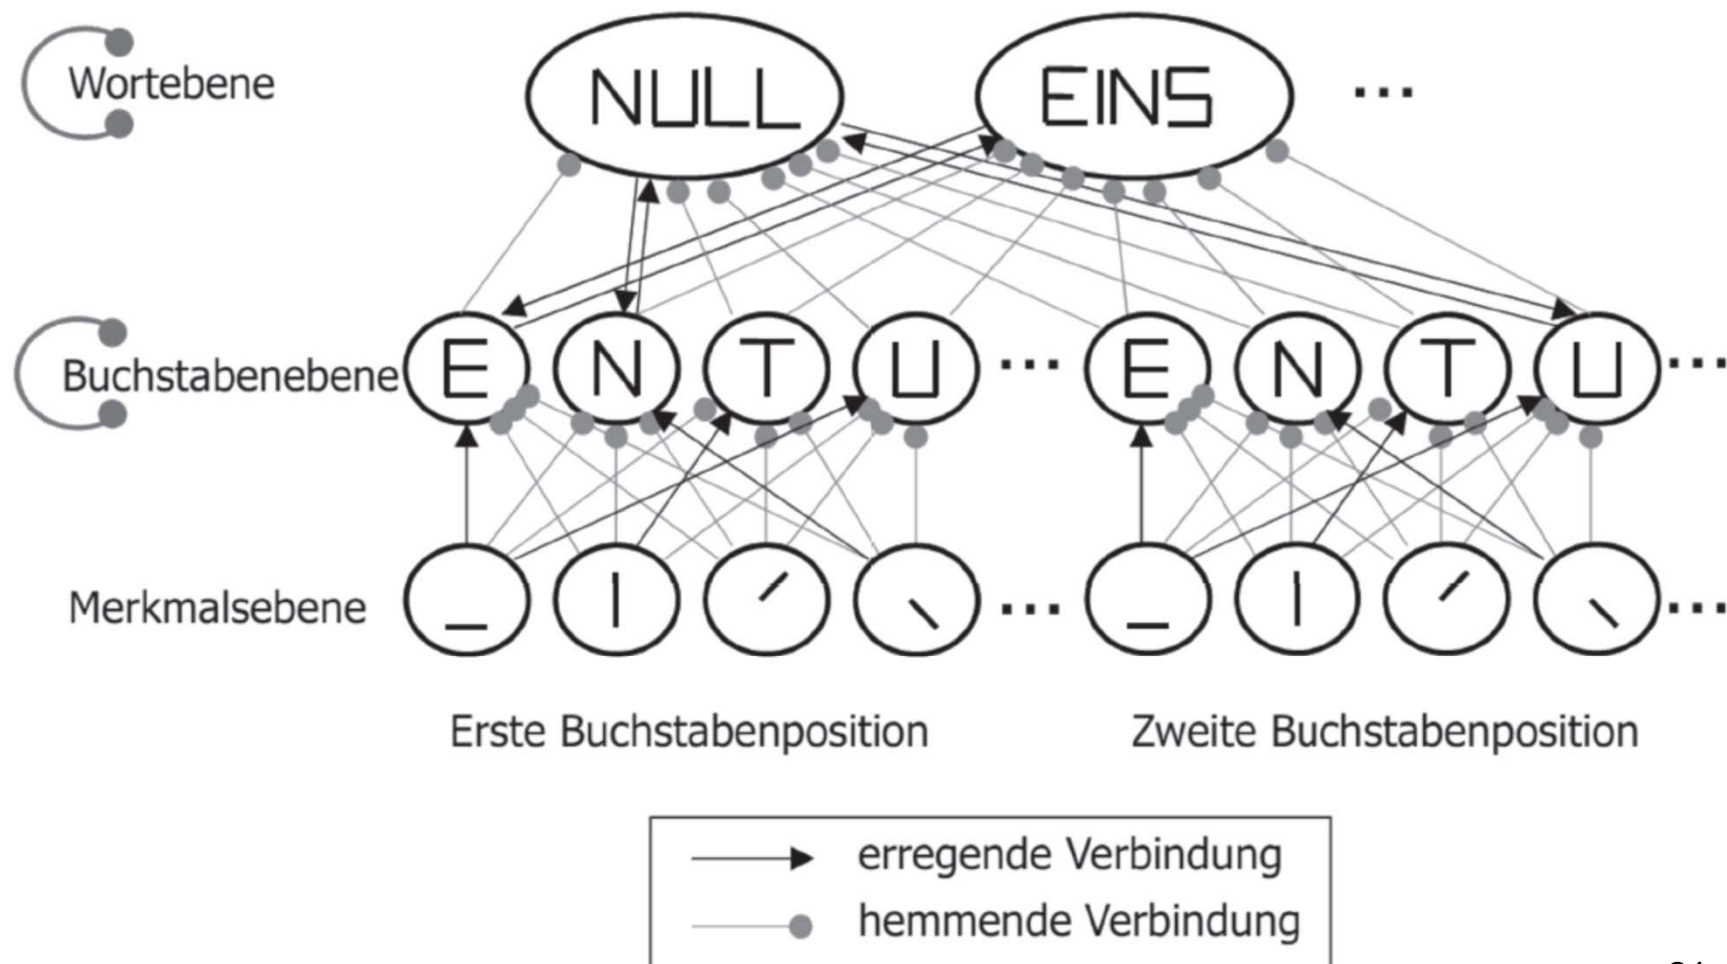 Wortebene
NULL EINS ...
Buchstabenebene
E N T U ... E N T U ...
Merkmalsebene
... ...
Erste Buchstabenposition Zweite Buchstabenposition
erregende Verbindung
hemmende Verbindung